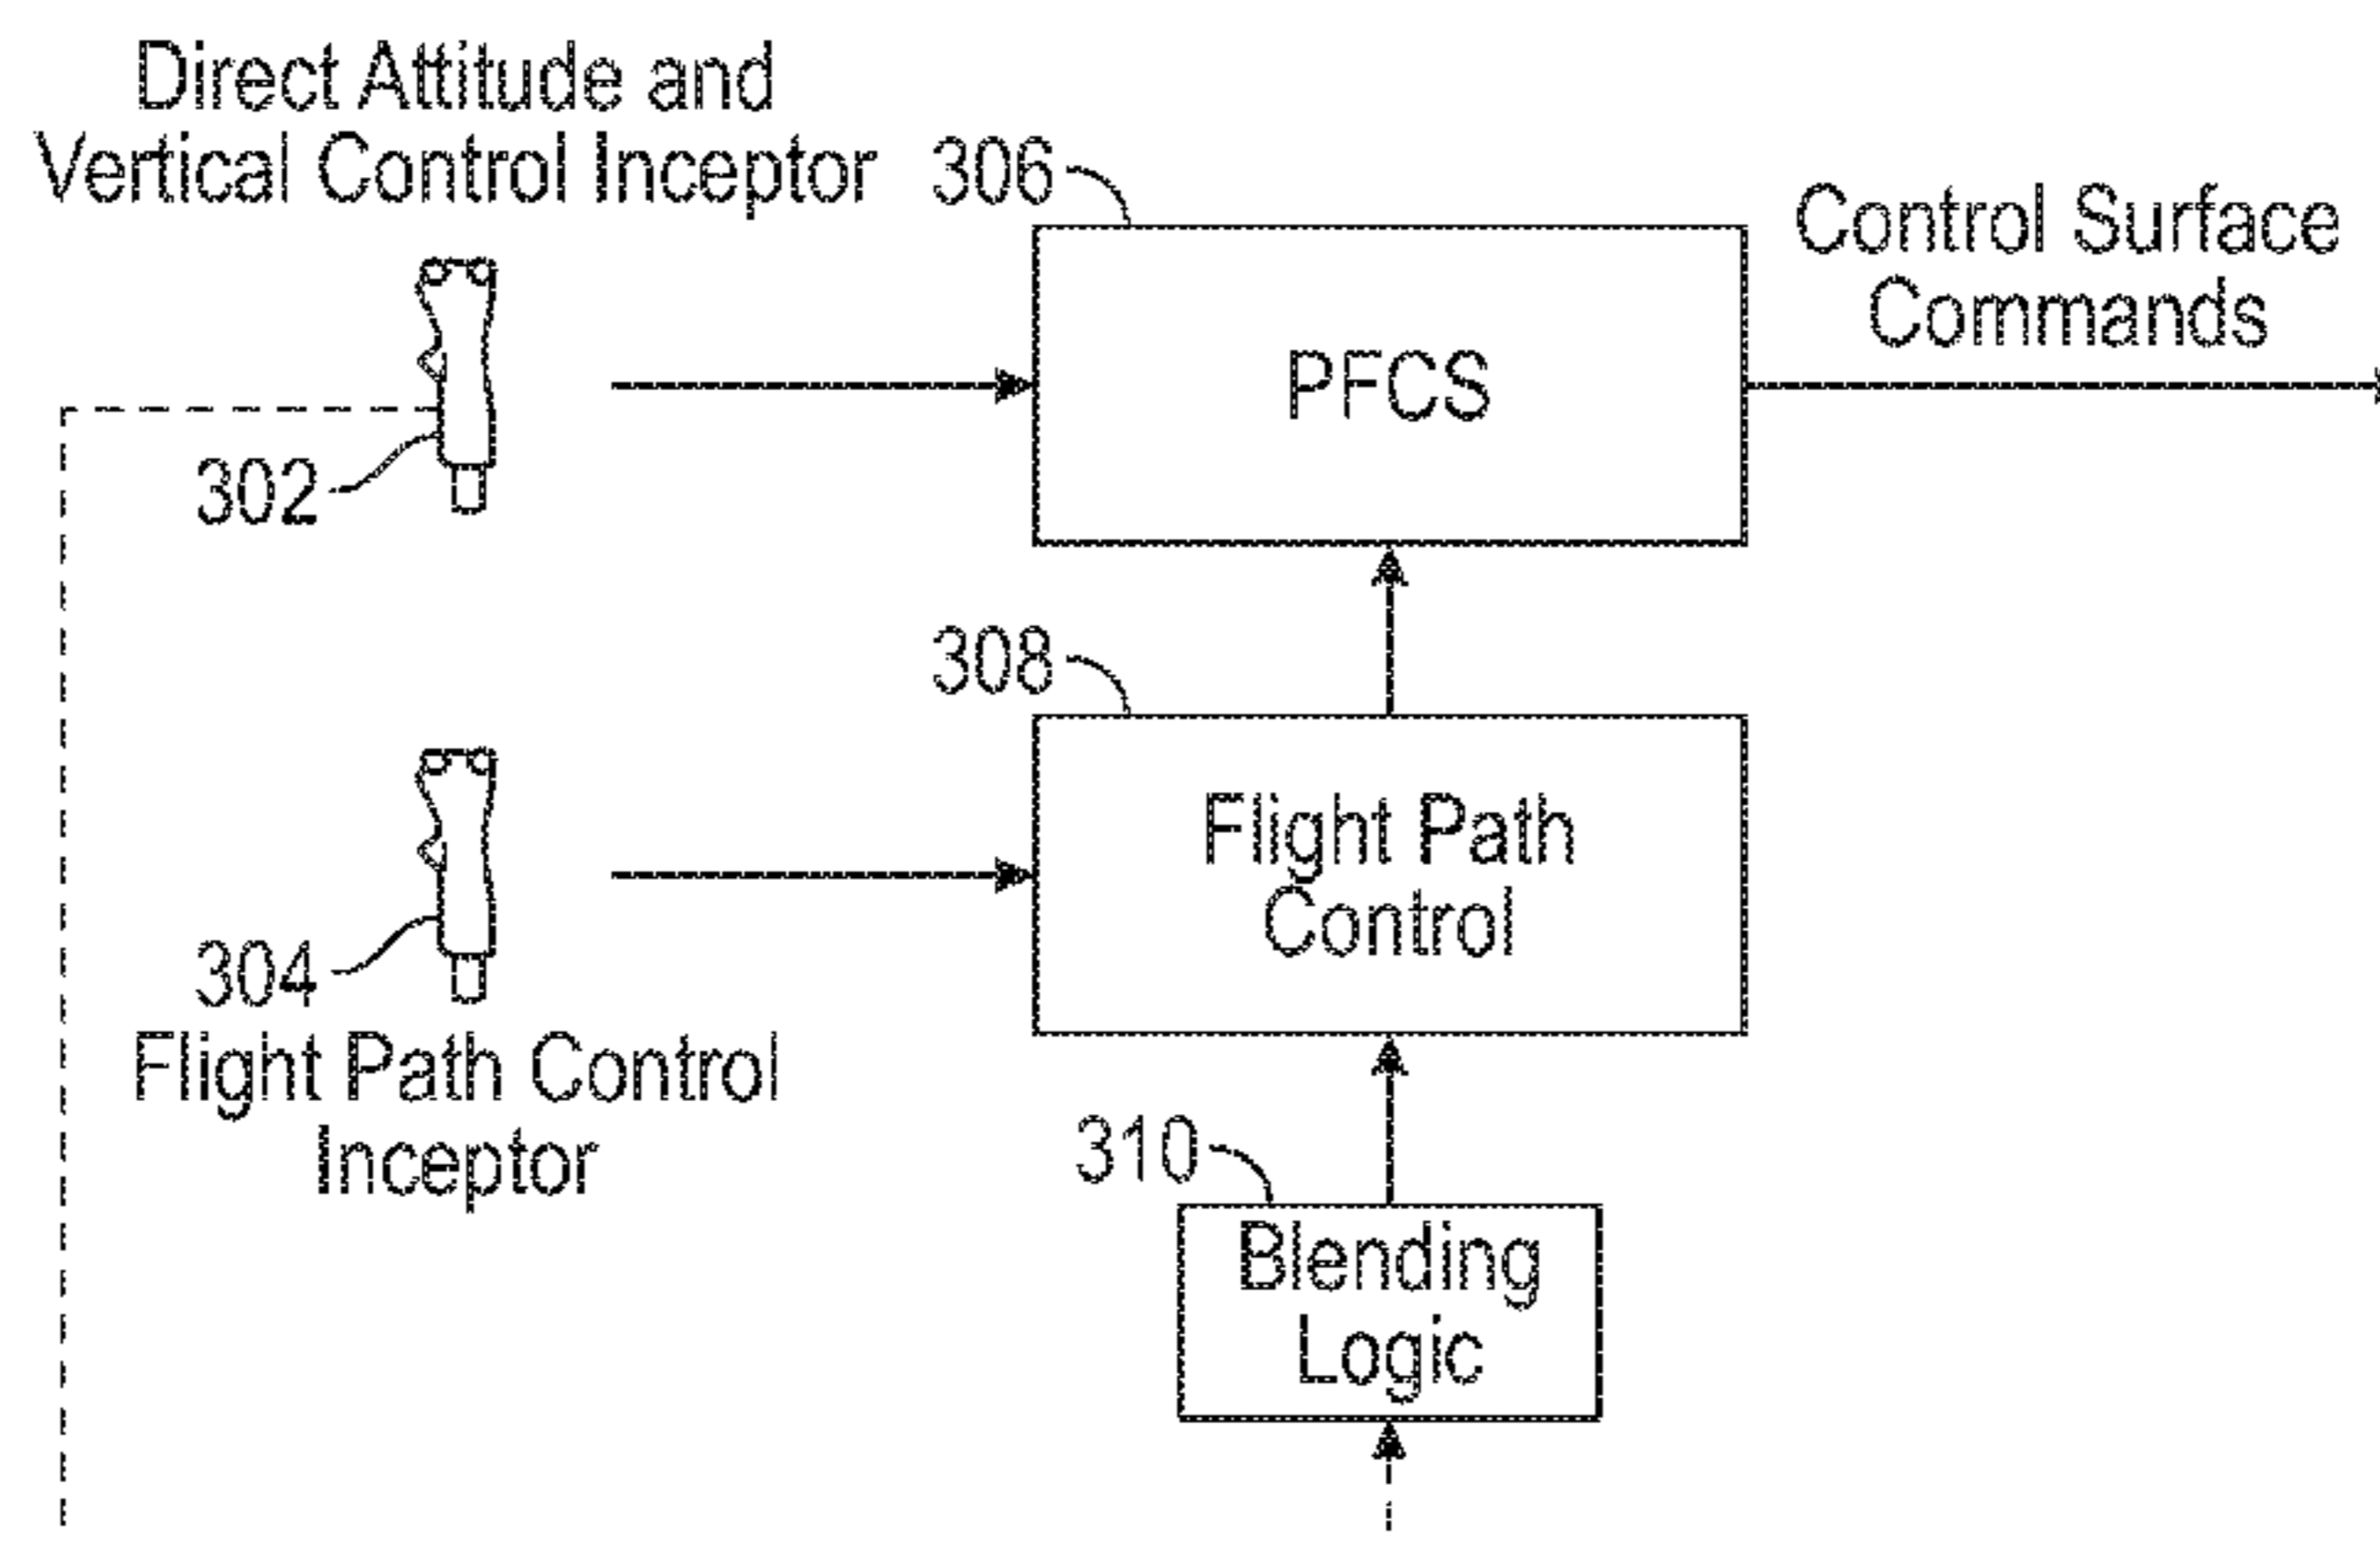 Direct Attitude and
Vertical Control Inceptor
306
Control Surface
Commands
PFCS
302
308
Flight Path
Control
304
Flight Path Control
Inceptor
310
Blending
Logic